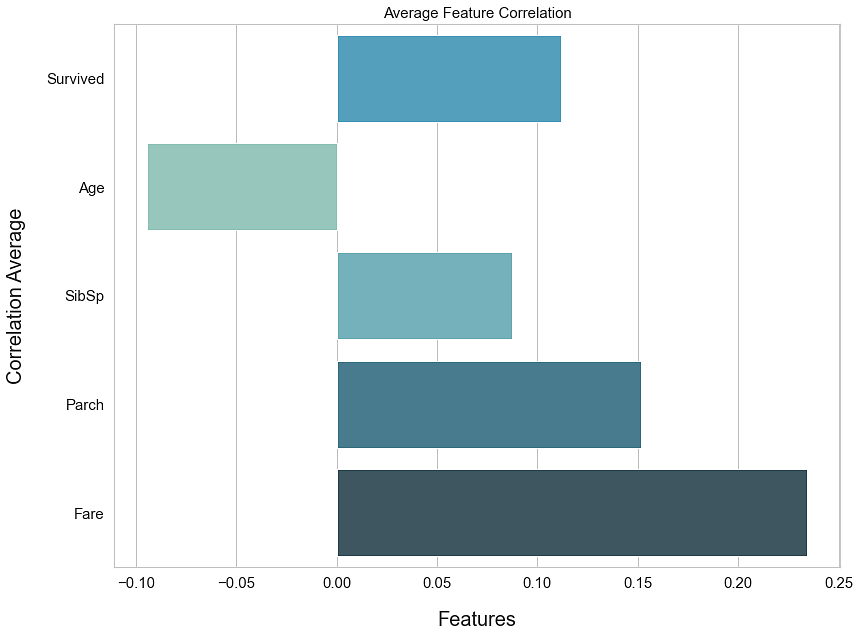 Average Feature Correlation
Correlation Average
Survived
Age
SibSp
Parch
Fare
−0.10 −0.05 0.00 0.05 0.10 0.15 0.20 0.25
Features